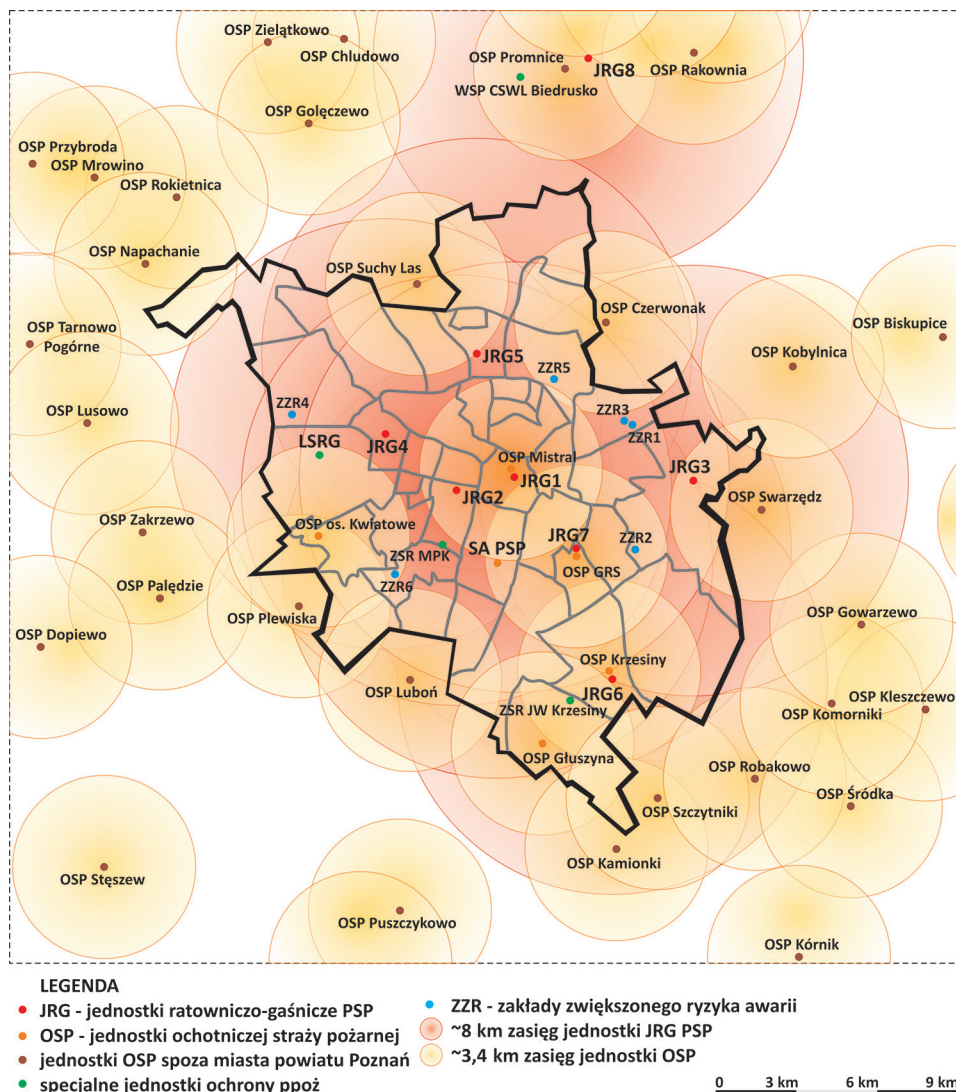 OSP Zielątkowo
OSP Chludowo
OSP Promnice
JRG8
OSP Rakownia
WSP CSWL Biedrusko
OSP Golęczewo
OSP Przybroda
OSP Mrowino
OSP Rokietnica
OSP Napachanie
OSP Suchy Las
OSP Czerwonak
OSP Tarnowo
Pogórne
OSP Biskupice
OSP Kobylnica
JRG5
ZZR5
OSP Lusowo
ZZR4
ZZR3
ZZR1
LSRG
JRG4
OSP Mistral
JRG1
JRG3
JRG2
OSP Swarzędz
OSP Zakrzewo
OSP os. Kwiatowe
ZSR MPK
SA PSP
JRG7
ZZR2
OSP GRS
ZZR6
OSP Palędzie
OSP Plewiska
OSP Gowarzewo
OSP Dopiewo
OSP Krzesiny
OSP Luboń
JRG6
OSP Kleszczewo
ZSR JW Krzesiny
OSP Komorniki
OSP Głuszyna
OSP Robakowo
OSP Śródka
OSP Szczytniki
OSP Kamionki
OSP Stęszew
OSP Puszczykowo
OSP Kórnik
LEGENDA
JRG - jednostki ratowniczo-gaśnicze PSP
OSP - jednostki ochotniczej straży pożarnej
jednostki OSP spoza miasta powiatu Poznań
specjalne jednostki ochrony ppoż
ZZR - zakłady zwiększonego ryzyka awarii
~8 km zasięg jednostki JRG PSP
~3,4 km zasięg jednostki OSP
0 3 km 6 km 9 km